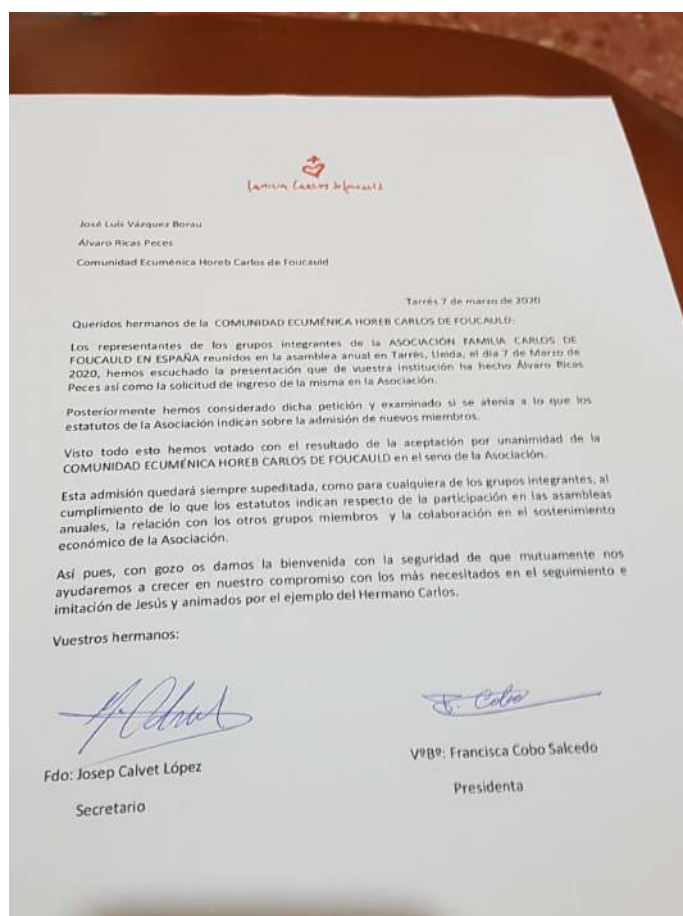 Familia Carlos de Foucauld
José Luis Vázquez Borau
Álvaro Ricas Peces
Comunidad Ecuménica Horeb Carlos de Foucauld
Tarrés 7 de marzo de 2020
Queridos hermanos de la COMUNIDAD ECUMÉNICA HOREB CARLOS DE FOUCAULD:
Los representantes de los grupos integrantes de la ASOCIACIÓN FAMILIA CARLOS DE
FOUCAULD EN ESPAÑA reunidos en la asamblea anual en Tarrés, Lleida, el día 7 de Marzo de
2020, hemos escuchado la presentación que de vuestra Institución ha hecho Álvaro Ricas
Peces así como la solicitud de ingreso de la misma en la Asociación.
Posteriormente hemos considerado dicha petición y examinado si se atenía a lo que los
estatutos de la Asociación indican sobre la admisión de nuevos miembros.
Visto todo esto hemos votado con el resultado de la aceptación por unanimidad de la
COMUNIDAD ECUMÉNICA HOREB CARLOS DE FOUCAULD en el seno de la Asociación.
Esta admisión quedará siempre supeditada, como para cualquiera de los grupos integrantes, al
cumplimiento de lo que los estatutos indican respecto de la participación en las asambleas
anuales, la relación con los otros grupos miembros y la colaboración en el sostenimiento
económico de la Asociación.
Así pues, con gozo os damos la bienvenida con la seguridad de que mutuamente nos
ayudaremos a crecer en nuestro compromiso con los más necesitados en el seguimiento e
imitación de Jesús y animados por el ejemplo del Hermano Carlos.
Vuestros hermanos:
F. Cobo
Fdo: Josep Calvet López
VºBº: Francisca Cobo Salcedo
Secretario
Presidenta